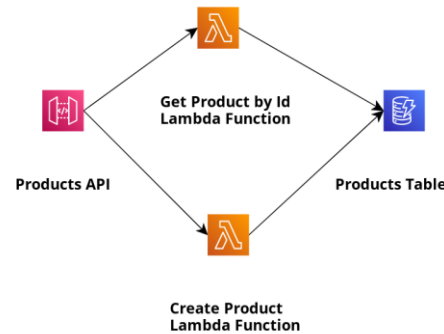 Get Product by Id
Lambda Function
Products API
Products Table
Create Product
Lambda Function